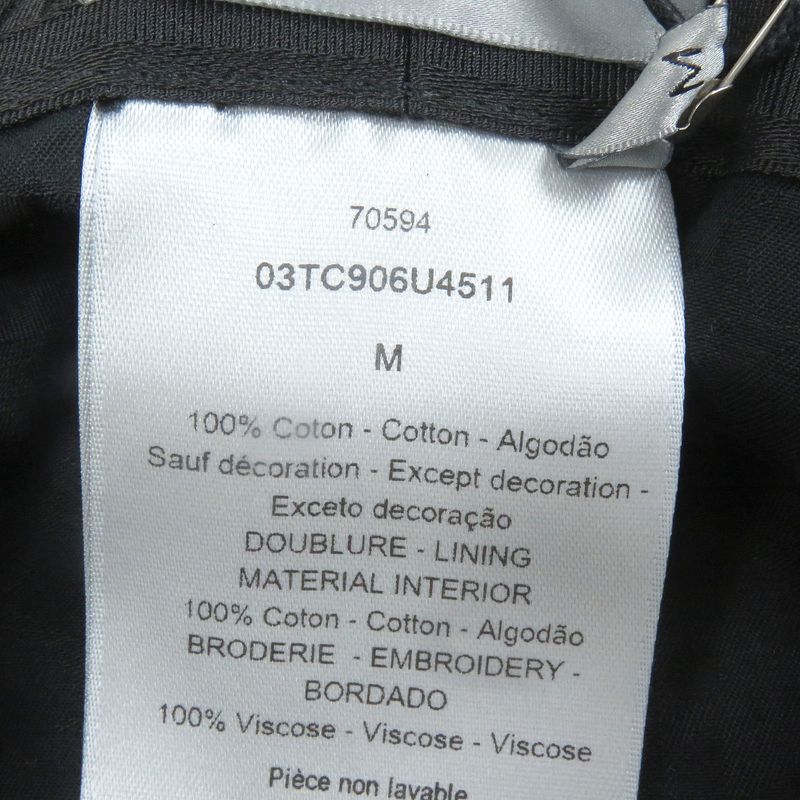 70594
03TC906U4511
M
100% Coton - Cotton - Algodão
Sauf décoration - Except decoration -
Exceto decoração
DOUBLURE - LINING
MATERIAL INTERIOR
100% Coton - Cotton - Algodão
BRODERIE - EMBROIDERY -
BORDADO
100% Viscose - Viscose - Viscose
Pièce non lavable